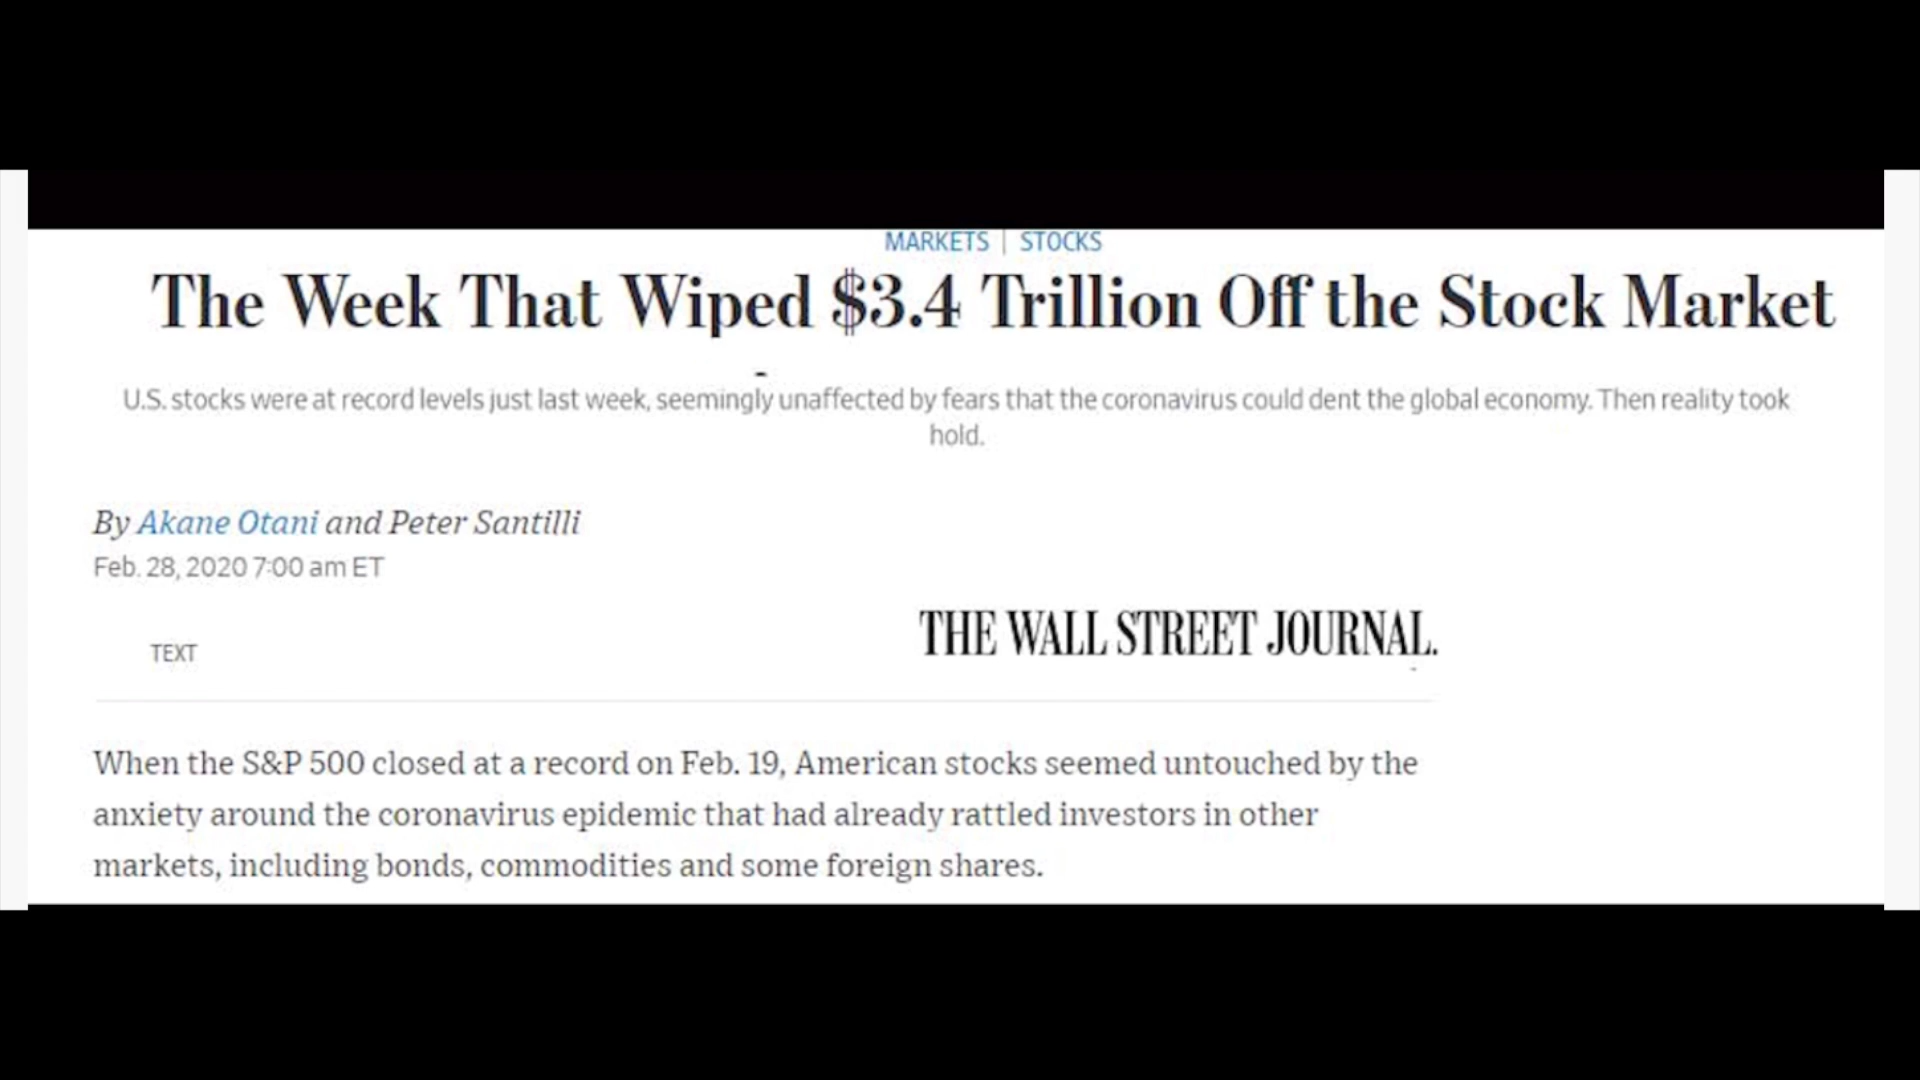 MARKETS | STOCKS
The Week That Wiped $3.4 Trillion Off the Stock Market
U.S. stocks were at record levels just last week, seemingly unaffected by fears that the coronavirus could dent the global economy. Then reality took
hold.
By Akane Otani and Peter Santilli
Feb. 28, 2020 7:00 am ET
TEXT
THE WALL STREET JOURNAL.
When the S&P 500 closed at a record on Feb. 19, American stocks seemed untouched by the
anxiety around the coronavirus epidemic that had already rattled investors in other
markets, including bonds, commodities and some foreign shares.